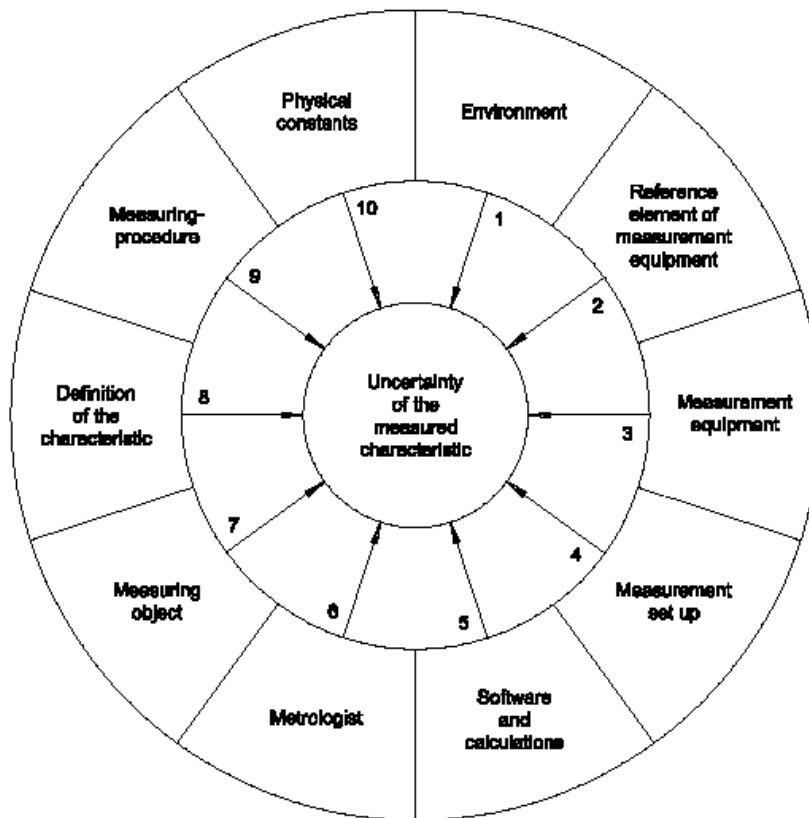 Physical
constants
Environment
Reference
element of
measurement
equipment
Measuring-
procedure
10
1
9
2
Definition
of the
characteristic
8
Uncertainty
of the
measured
characteristic
3
Measurement
equipment
7
4
Measuring
object
6
5
Measurement
set up
Metrologist
Software
and
calculations